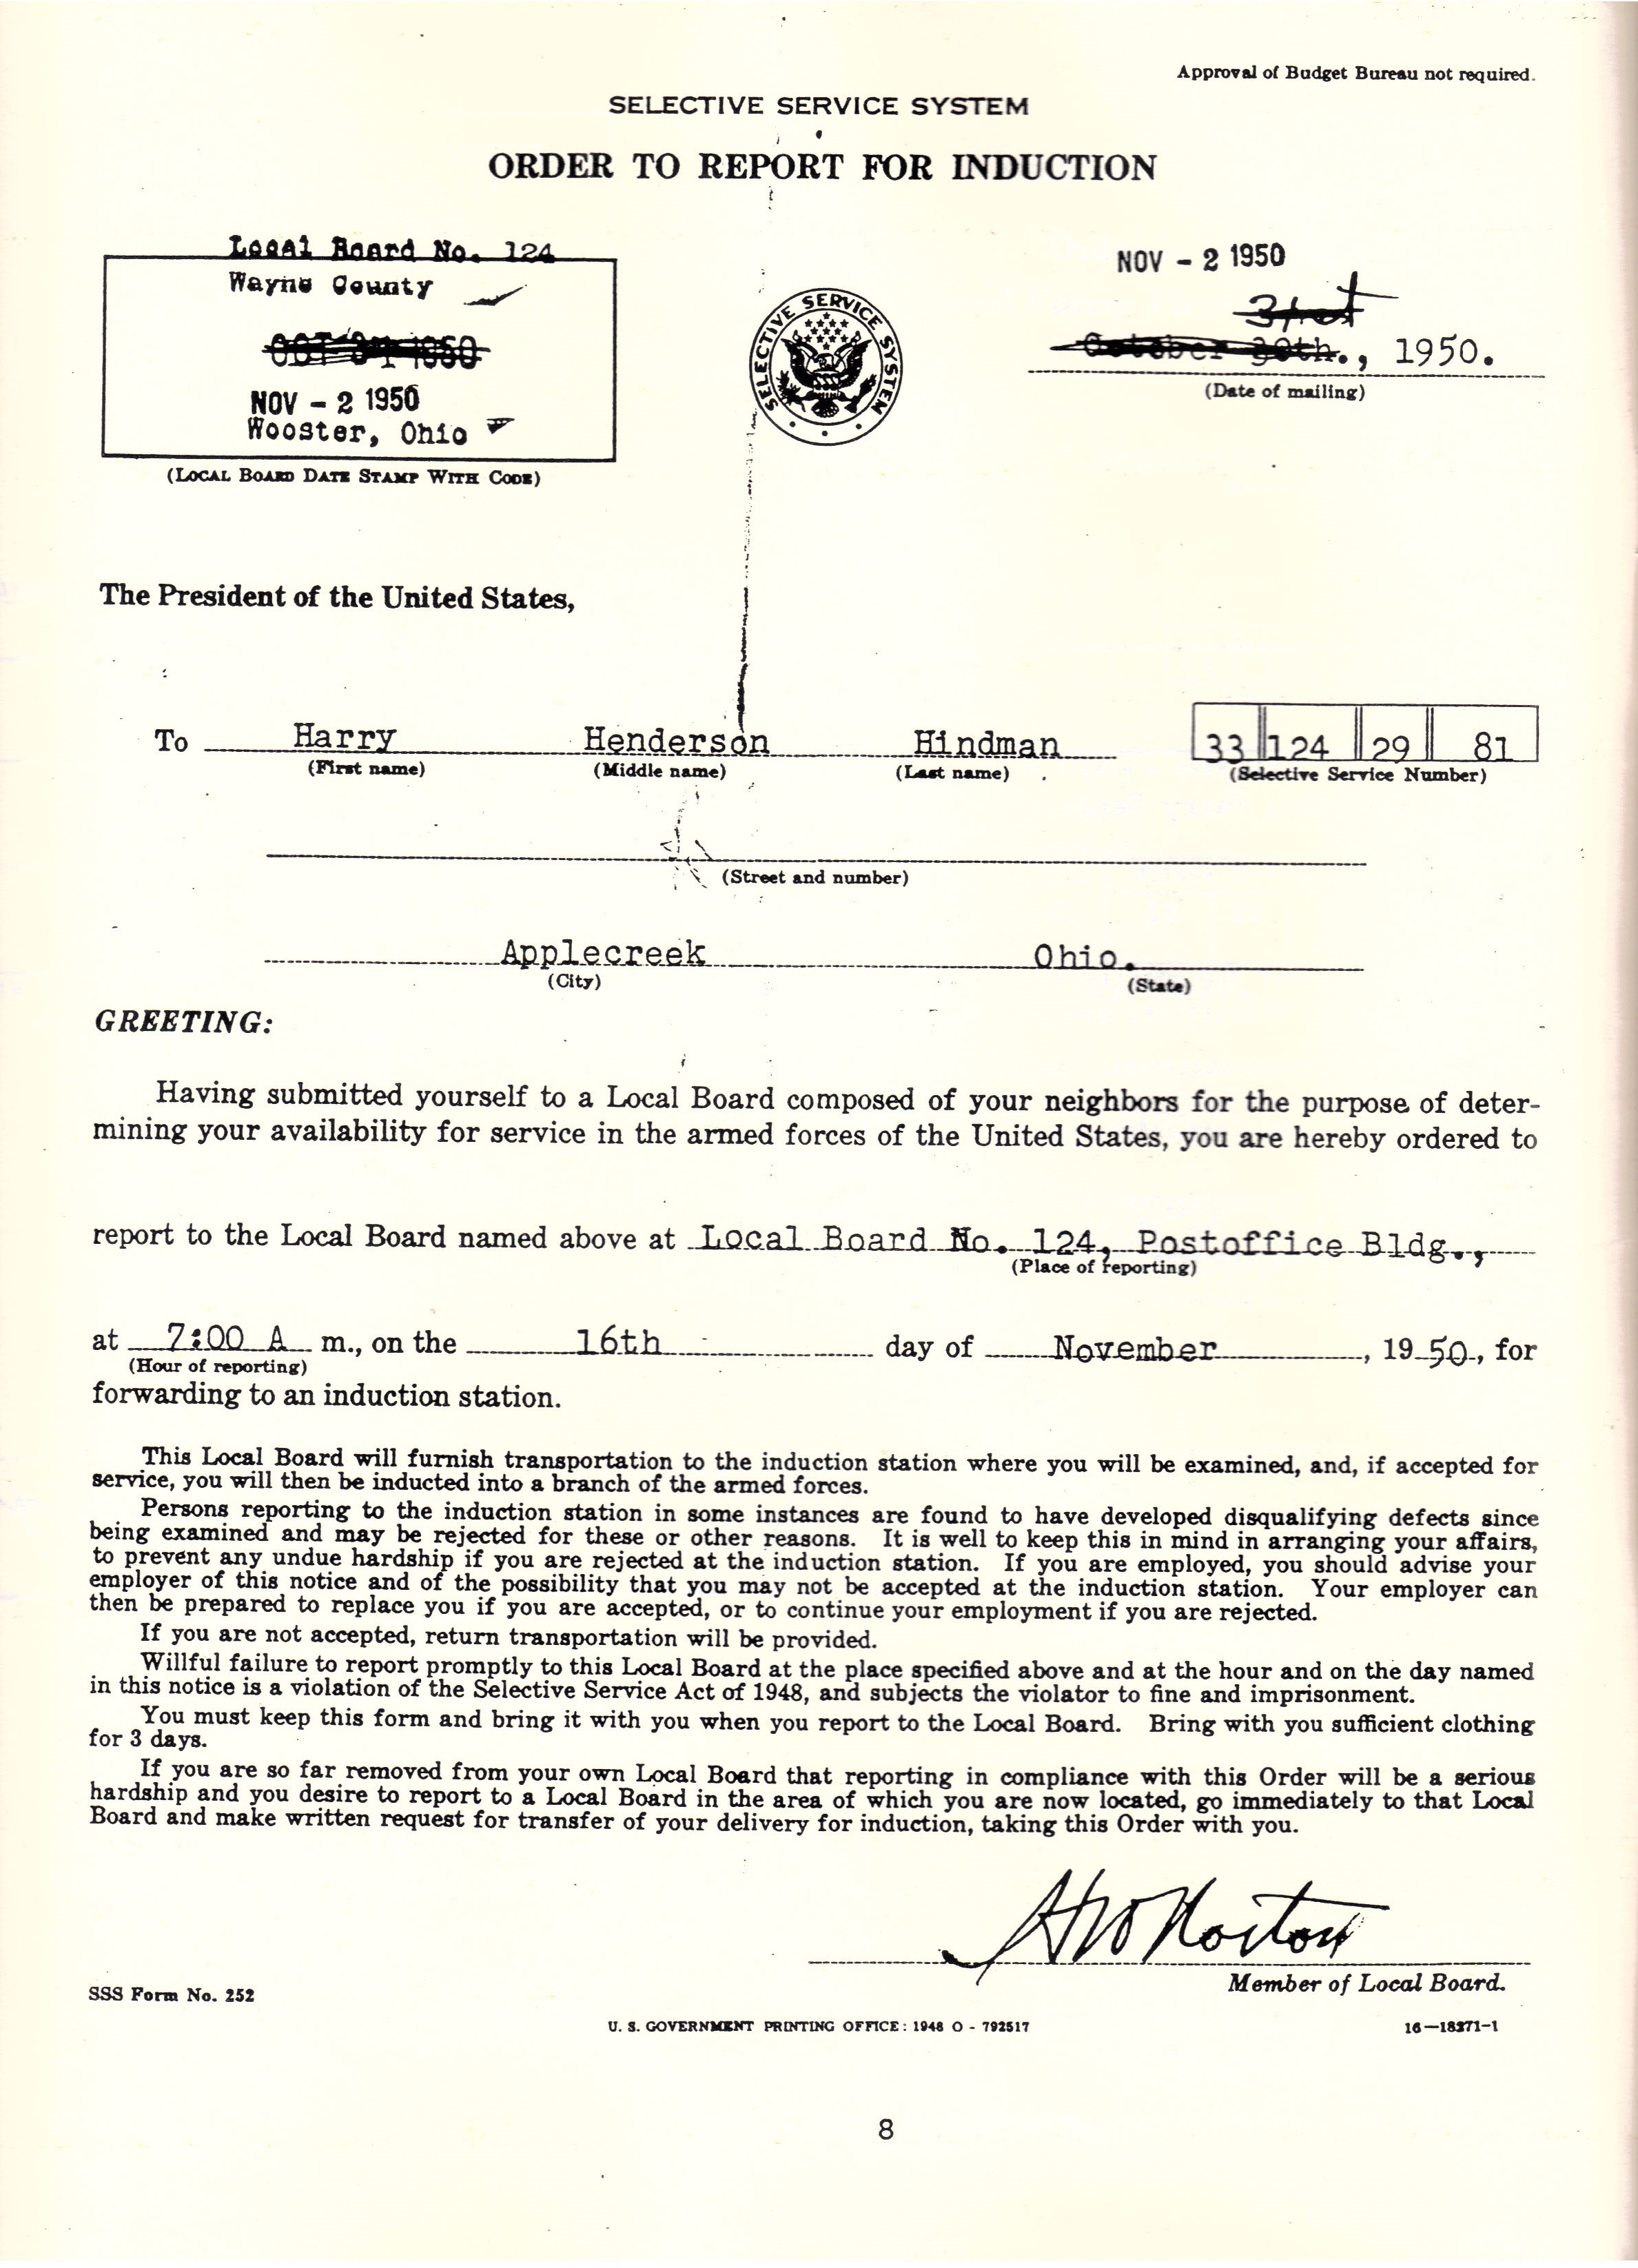 Approval of Budget Bureau not required.
SELECTIVE SERVICE SYSTEM
ORDER TO REPORT FOR INDUCTION
Local Board No. 124
Wayne County
OCT 31 1950
NOV - 2 1950
Wooster, Ohio
(LOCAL BOARD DATE STAMP WITH CODE)
SELECTIVE SERVICE SYSTEM
NOV - 2 1950
31st
October 30th., 1950.
(Date of mailing)
The President of the United States,
To Harry Henderson Hindman 33 124 29 81
(First name) (Middle name) (Last name) (Selective Service Number)
(Street and number)
Applecreek Ohio.
(City) (State)
GREETING:
Having submitted yourself to a Local Board composed of your neighbors for the purpose of deter-
mining your availability for service in the armed forces of the United States, you are hereby ordered to
report to the Local Board named above at Local Board No. 124, Postoffice Bldg.,
(Place of reporting)
at 7:00 A m., on the 16th day of November, 1950, for
(Hour of reporting)
forwarding to an induction station.
This Local Board will furnish transportation to the induction station where you will be examined, and, if accepted for
service, you will then be inducted into a branch of the armed forces.
Persons reporting to the induction station in some instances are found to have developed disqualifying defects since
being examined and may be rejected for these or other reasons. It is well to keep this in mind in arranging your affairs,
to prevent any undue hardship if you are rejected at the induction station. If you are employed, you should advise your
employer of this notice and of the possibility that you may not be accepted at the induction station. Your employer can
then be prepared to replace you if you are accepted, or to continue your employment if you are rejected.
If you are not accepted, return transportation will be provided.
Willful failure to report promptly to this Local Board at the place specified above and at the hour and on the day named
in this notice is a violation of the Selective Service Act of 1948, and subjects the violator to fine and imprisonment.
You must keep this form and bring it with you when you report to the Local Board. Bring with you sufficient clothing
for 3 days.
If you are so far removed from your own Local Board that reporting in compliance with this Order will be a serious
hardship and you desire to report to a Local Board in the area of which you are now located, go immediately to that Local
Board and make written request for transfer of your delivery for induction, taking this Order with you.
HW Norton
Member of Local Board.
SSS Form No. 252
U. S. GOVERNMENT PRINTING OFFICE: 1948 O - 792517
16—18271-1
8